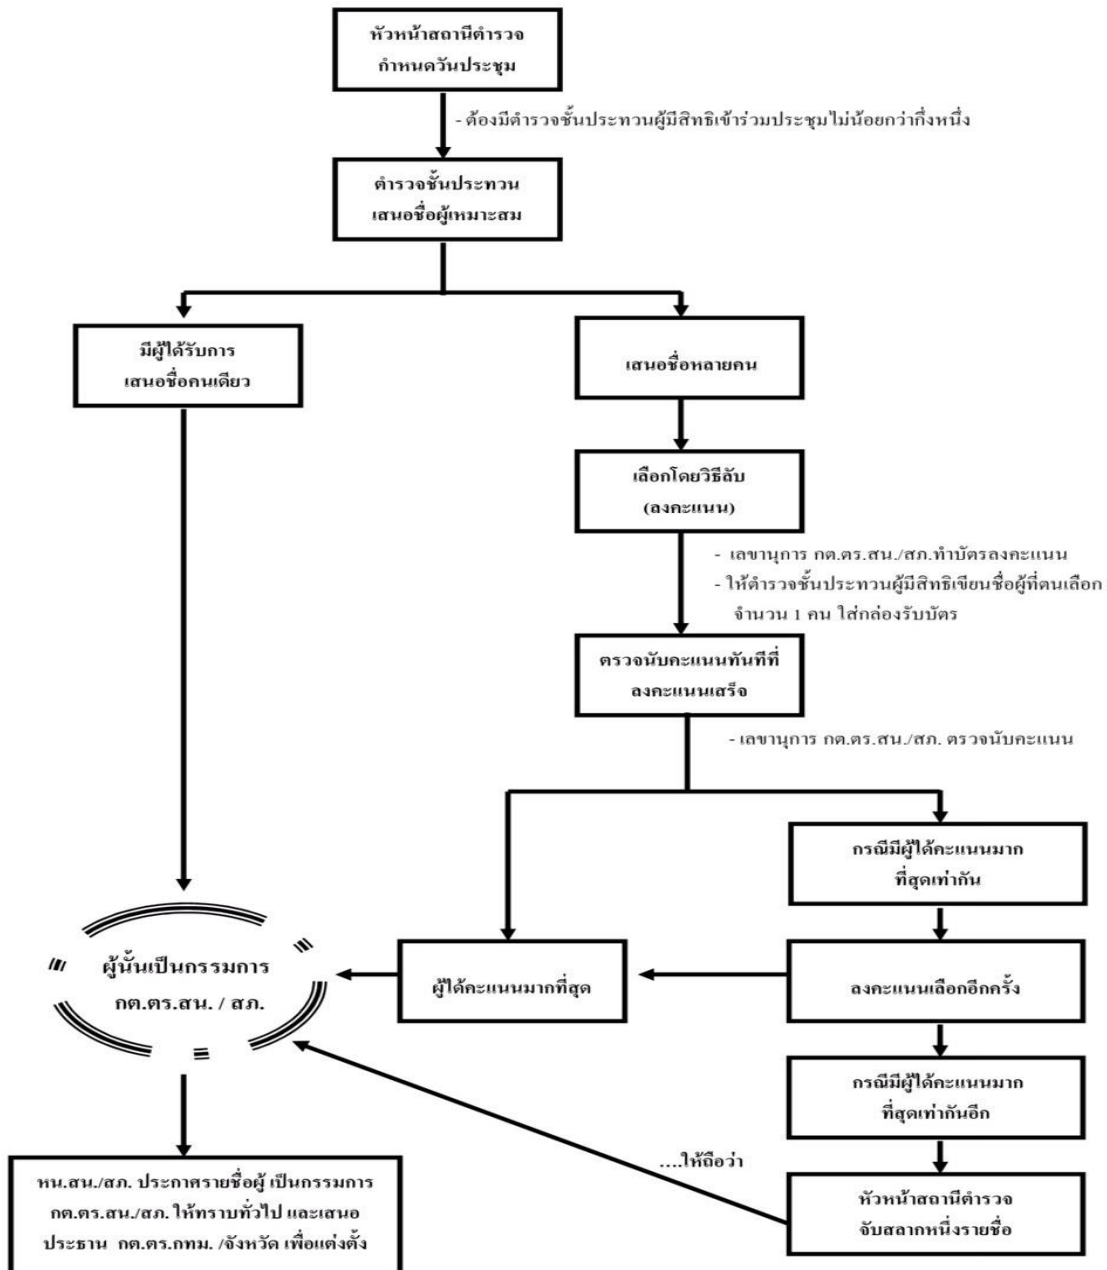 หัวหน้าสถานีตำรวจ
กำหนดวันประชุม
- ต้องมีตำรวจชั้นประทวนผู้มีสิทธิเข้าร่วมประชุมไม่น้อยกว่ากึ่งหนึ่ง
ตำรวจชั้นประทวน
เสนอชื่อผู้เหมาะสม
มีผู้ได้รับการ
เสนอชื่อคนเดียว
เสนอชื่อหลายคน
เลือกโดยวิธีลับ
(ลงคะแนน)
- เลขานุการ กต.ตร.สน./สภ.ทำบัตรลงคะแนน
- ให้ตำรวจชั้นประทวนผู้มีสิทธิเขียนชื่อผู้ที่ตนเลือก
จำนวน 1 คน ใส่กล่องรับบัตร
ตรวจนับคะแนนทันทีที่
ลงคะแนนเสร็จ
- เลขานุการ กต.ตร.สน./สภ. ตรวจนับคะแนน
กรณีมีผู้ได้คะแนนมาก
ที่สุดเท่ากัน
ผู้นั้นเป็นกรรมการ
กต.ตร.สน. / สภ.
ผู้ได้คะแนนมากที่สุด
ลงคะแนนเลือกอีกครั้ง
กรณีมีผู้ได้คะแนนมาก
ที่สุดเท่ากันอีก
....ให้ถือว่า
หัวหน้าสถานีตำรวจ
จับสลากหนึ่งรายชื่อ
หน.สน./สภ. ประกาศรายชื่อผู้ เป็นกรรมการ
กต.ตร.สน./สภ. ให้ทราบทั่วไป และเสนอ
ประธาน กต.ตร.กทม. /จังหวัด เพื่อแต่งตั้ง